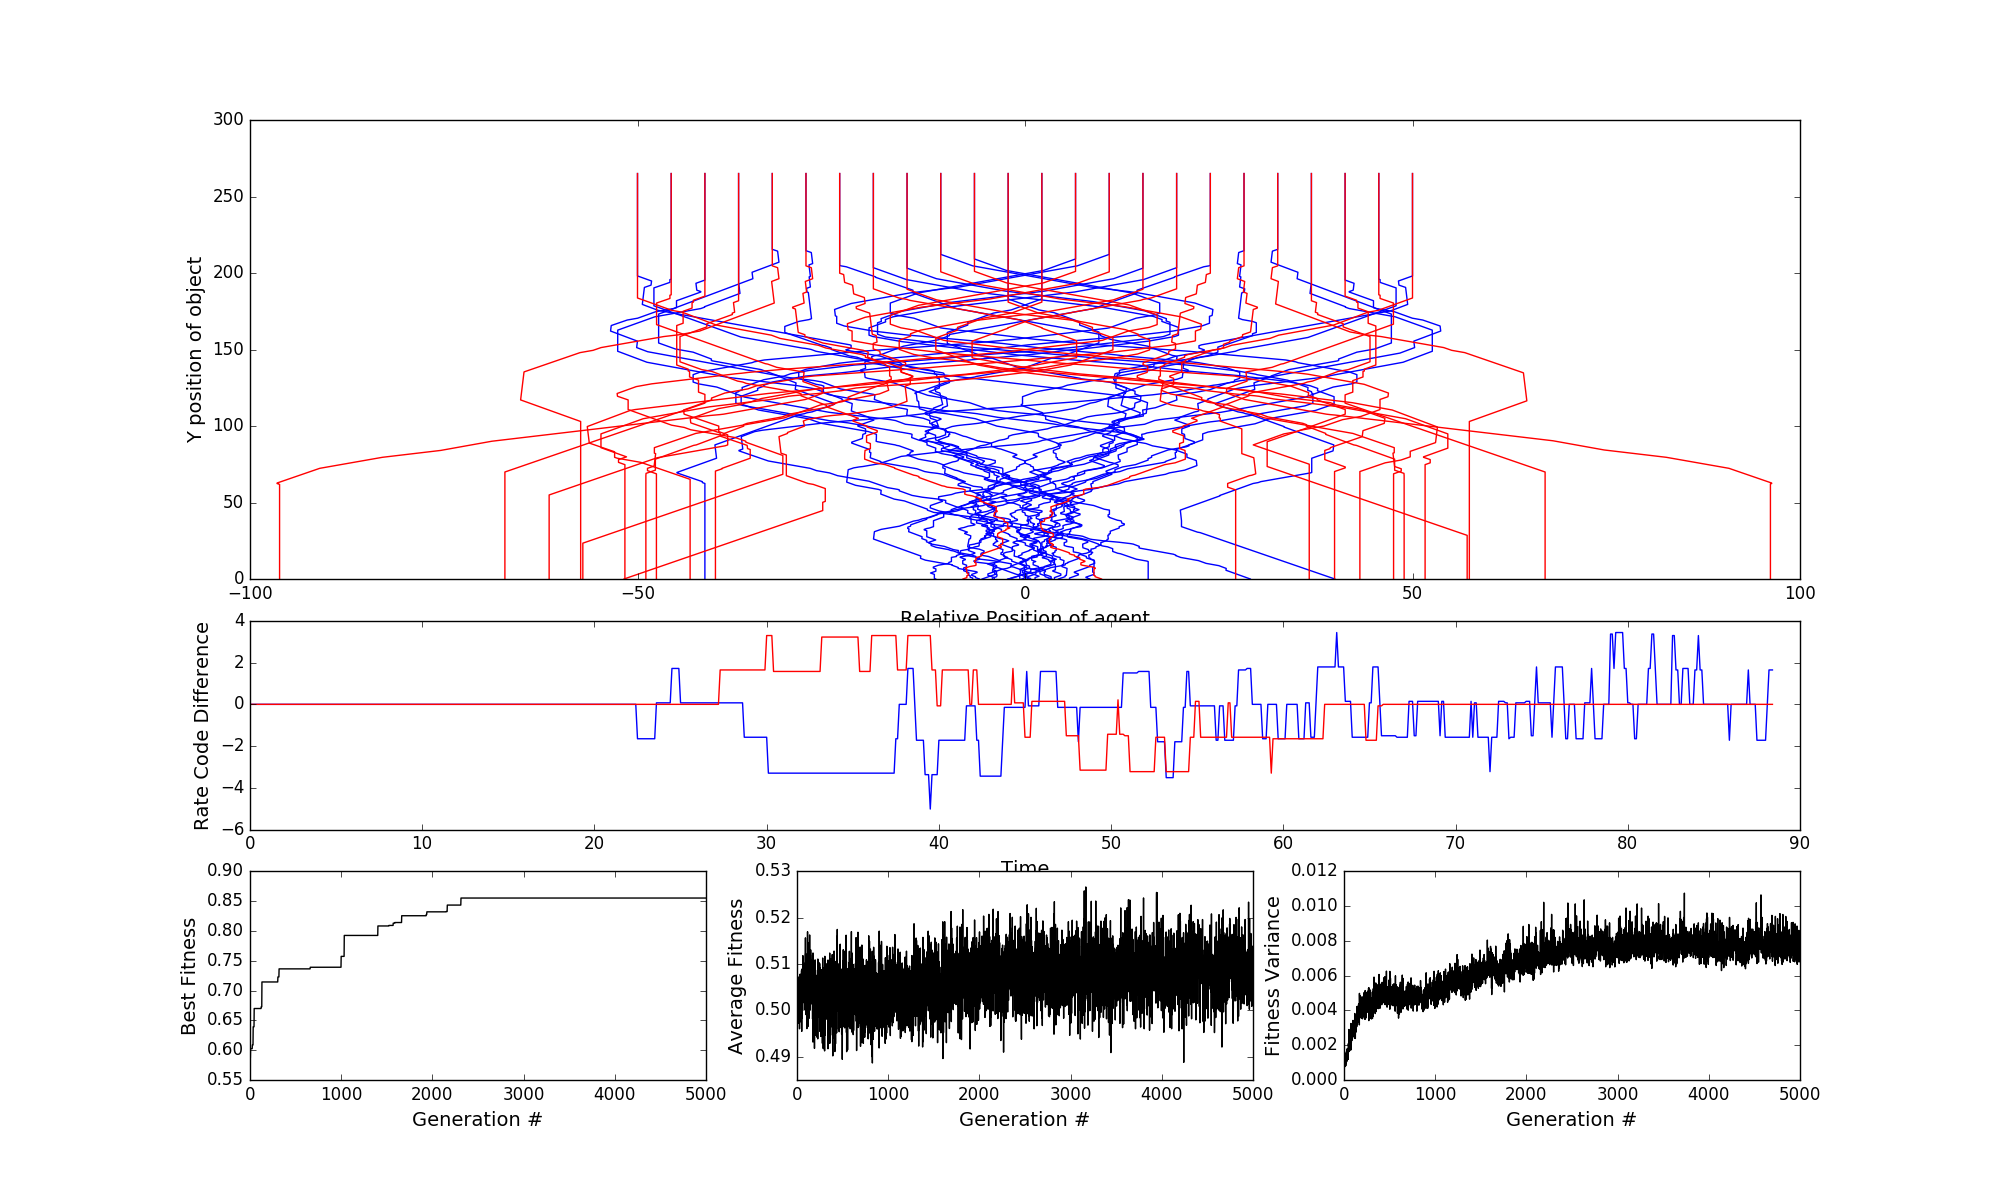 300
250
200
150
100
50
0
Y position of object
−100 −50 0 50 100
Relative Position of agent
4
2
0
−2
−4
−6
Rate Code Difference
0 10 20 30 40 50 60 70 80 90
Time
0.90
0.85
0.80
0.75
0.70
0.65
0.60
0.55
Best Fitness
0 1000 2000 3000 4000 5000
Generation #
0.53
0.52
0.51
0.50
0.49
Average Fitness
0 1000 2000 3000 4000 5000
Generation #
0.012
0.010
0.008
0.006
0.004
0.002
0.000
Fitness Variance
0 1000 2000 3000 4000 5000
Generation #